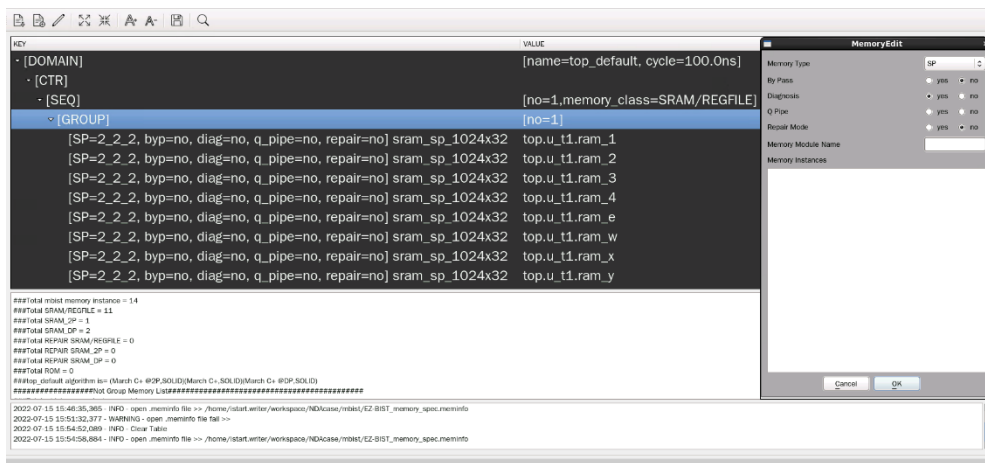 KEY VALUE
[DOMAIN] [name=top_default, cycle=100.0ns]
[CTR]
[SEQ] [no=1,memory_class=SRAM/REGFILE]
[GROUP] [no=1]
[SP=2_2_2, byp=no, diag=no, q_pipe=no, repair=no] sram_sp_1024x32 top.u_t1.ram_1
[SP=2_2_2, byp=no, diag=no, q_pipe=no, repair=no] sram_sp_1024x32 top.u_t1.ram_2
[SP=2_2_2, byp=no, diag=no, q_pipe=no, repair=no] sram_sp_1024x32 top.u_t1.ram_3
[SP=2_2_2, byp=no, diag=no, q_pipe=no, repair=no] sram_sp_1024x32 top.u_t1.ram_4
[SP=2_2_2, byp=no, diag=no, q_pipe=no, repair=no] sram_sp_1024x32 top.u_t1.ram_e
[SP=2_2_2, byp=no, diag=no, q_pipe=no, repair=no] sram_sp_1024x32 top.u_t1.ram_w
[SP=2_2_2, byp=no, diag=no, q_pipe=no, repair=no] sram_sp_1024x32 top.u_t1.ram_x
[SP=2_2_2, byp=no, diag=no, q_pipe=no, repair=no] sram_sp_1024x32 top.u_t1.ram_y
MemoryEdit
Memory Type SP
By Pass yes no
Diagnosis yes no
Q Pipe yes no
Repair Mode yes no
Memory Module Name
Memory Instances
Cancel OK
###Total mbist memory instance = 14
###Total SRAM/REGFILE = 11
###Total SRAM_2P = 1
###Total SRAM_DP = 2
###Total REPAIR SRAM/REGFILE = 0
###Total REPAIR SRAM_2P = 0
###Total REPAIR SRAM_DP = 0
###Total ROM = 0
###top_default algorithm is= (March C+ @2P,SOLID)(March C+,SOLID)(March C+ @DP,SOLID)
##################Not Group Memory List############################################
2022-07-15 15:46:35,365 - INFO - open .meminfo file >> /home/istart.writer/workspace/NDAcase/mbist/EZ-BIST_memory_spec.meminfo
2022-07-15 15:51:32,377 - WARNING - open .meminfo file fail >>
2022-07-15 15:54:52,089 - INFO - Clear Table
2022-07-15 15:54:58,884 - INFO - open .meminfo file >> /home/istart.writer/workspace/NDAcase/mbist/EZ-BIST_memory_spec.meminfo